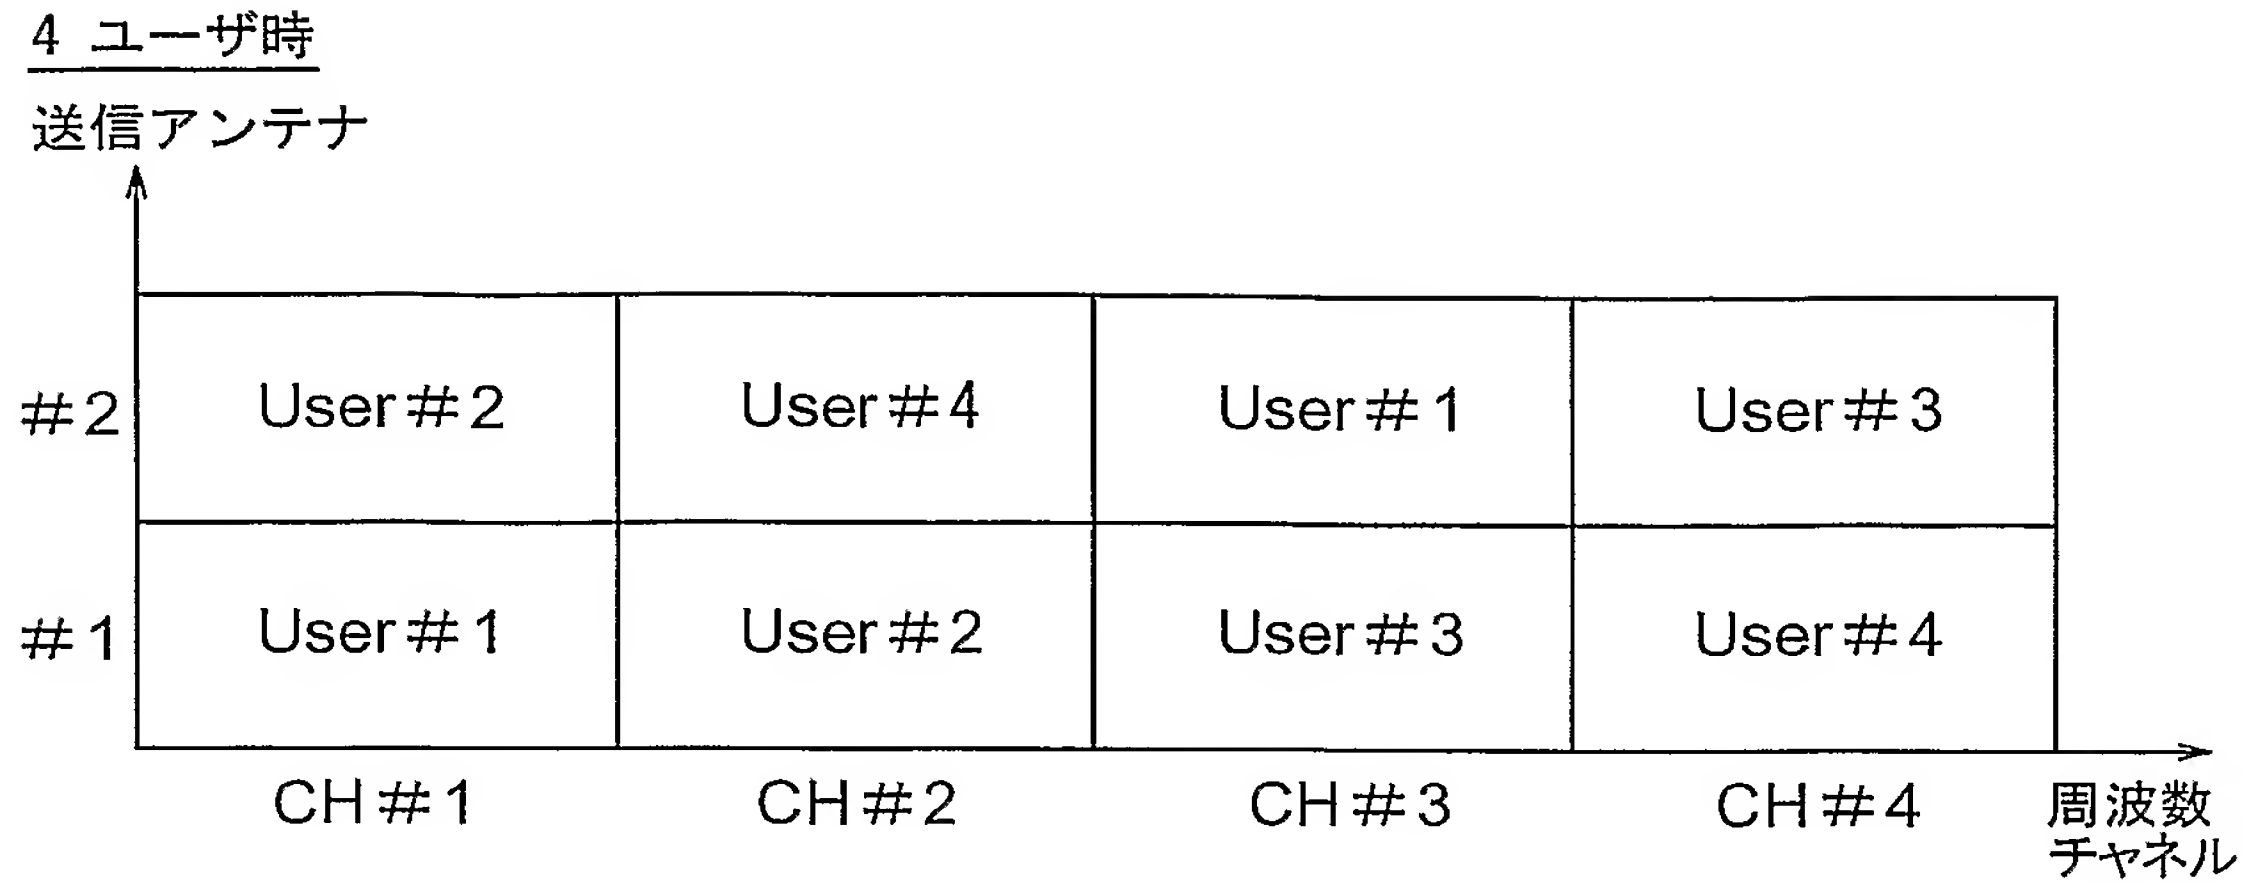 4 ユーザ時
送信アンテナ
#2 User#2 User#4 User#1 User#3
#1 User#1 User#2 User#3 User#4
CH#1 CH#2 CH#3 CH#4 周波数
チャネル